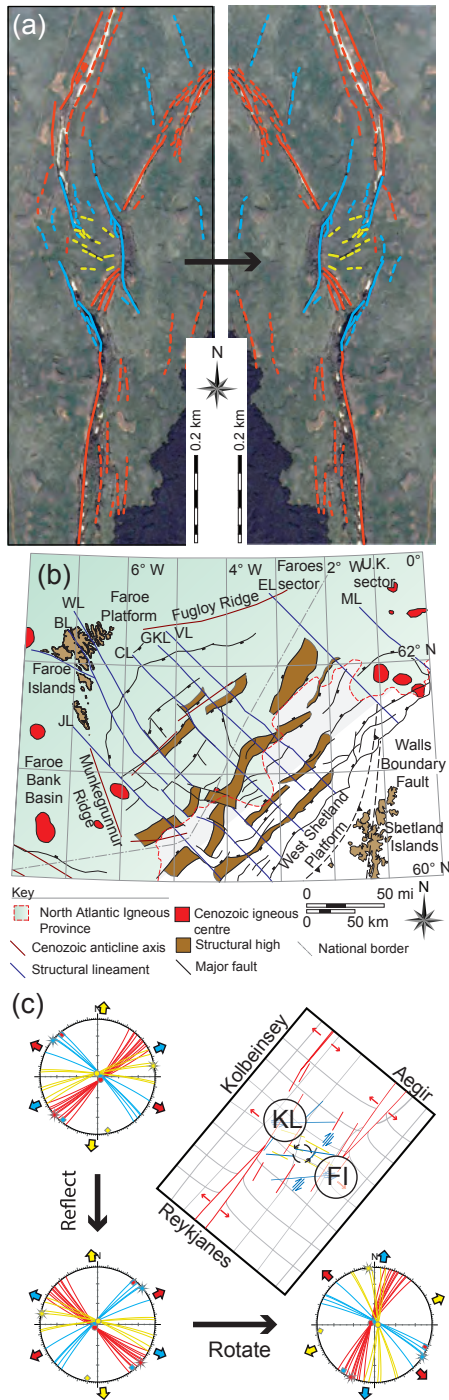 (a)
N
0.2 km
0.2 km
(b)
6° W
4° W
2° W
0°
Faroes sector
U.K. sector
WL
BL
Faroe Platform
Fugloy Ridge
EL
ML
CL
GKL
VL
62° N
Faroe Islands
JL
Faroe Bank Basin
Munkegrunnur Ridge
Walls Boundary Fault
West Shetland Platform
Shetland Islands
60° N
Key
North Atlantic Igneous Province
Cenozoic igneous centre
0 50 mi
0 50 km
N
Cenozoic anticline axis
Structural high
National border
Structural lineament
Major fault
(c)
N
Kolbeinsey
Aegir
KL
FI
Reykjanes
Reflect
N
Rotate
N